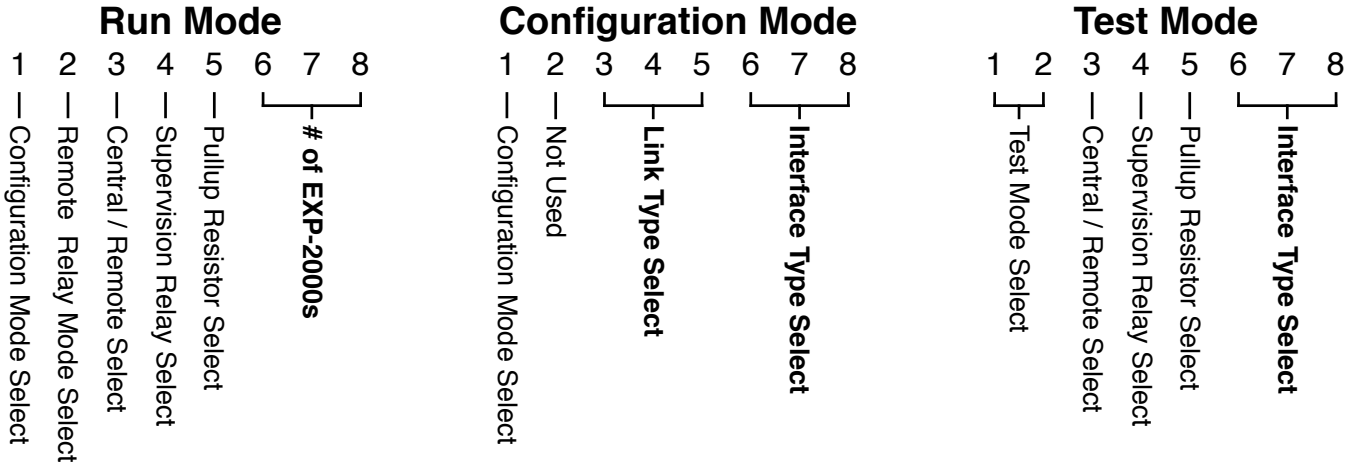 Run Mode
1 2 3 4 5 6 7 8
Configuration Mode Select
Remote Relay Mode Select
Central / Remote Select
Supervision Relay Select
Pullup Resistor Select
# of EXP-2000s
Configuration Mode
1 2 3 4 5 6 7 8
Configuration Mode Select
Not Used
Link Type Select
Interface Type Select
Test Mode
1 2 3 4 5 6 7 8
Test Mode Select
Central / Remote Select
Supervision Relay Select
Pullup Resistor Select
Interface Type Select